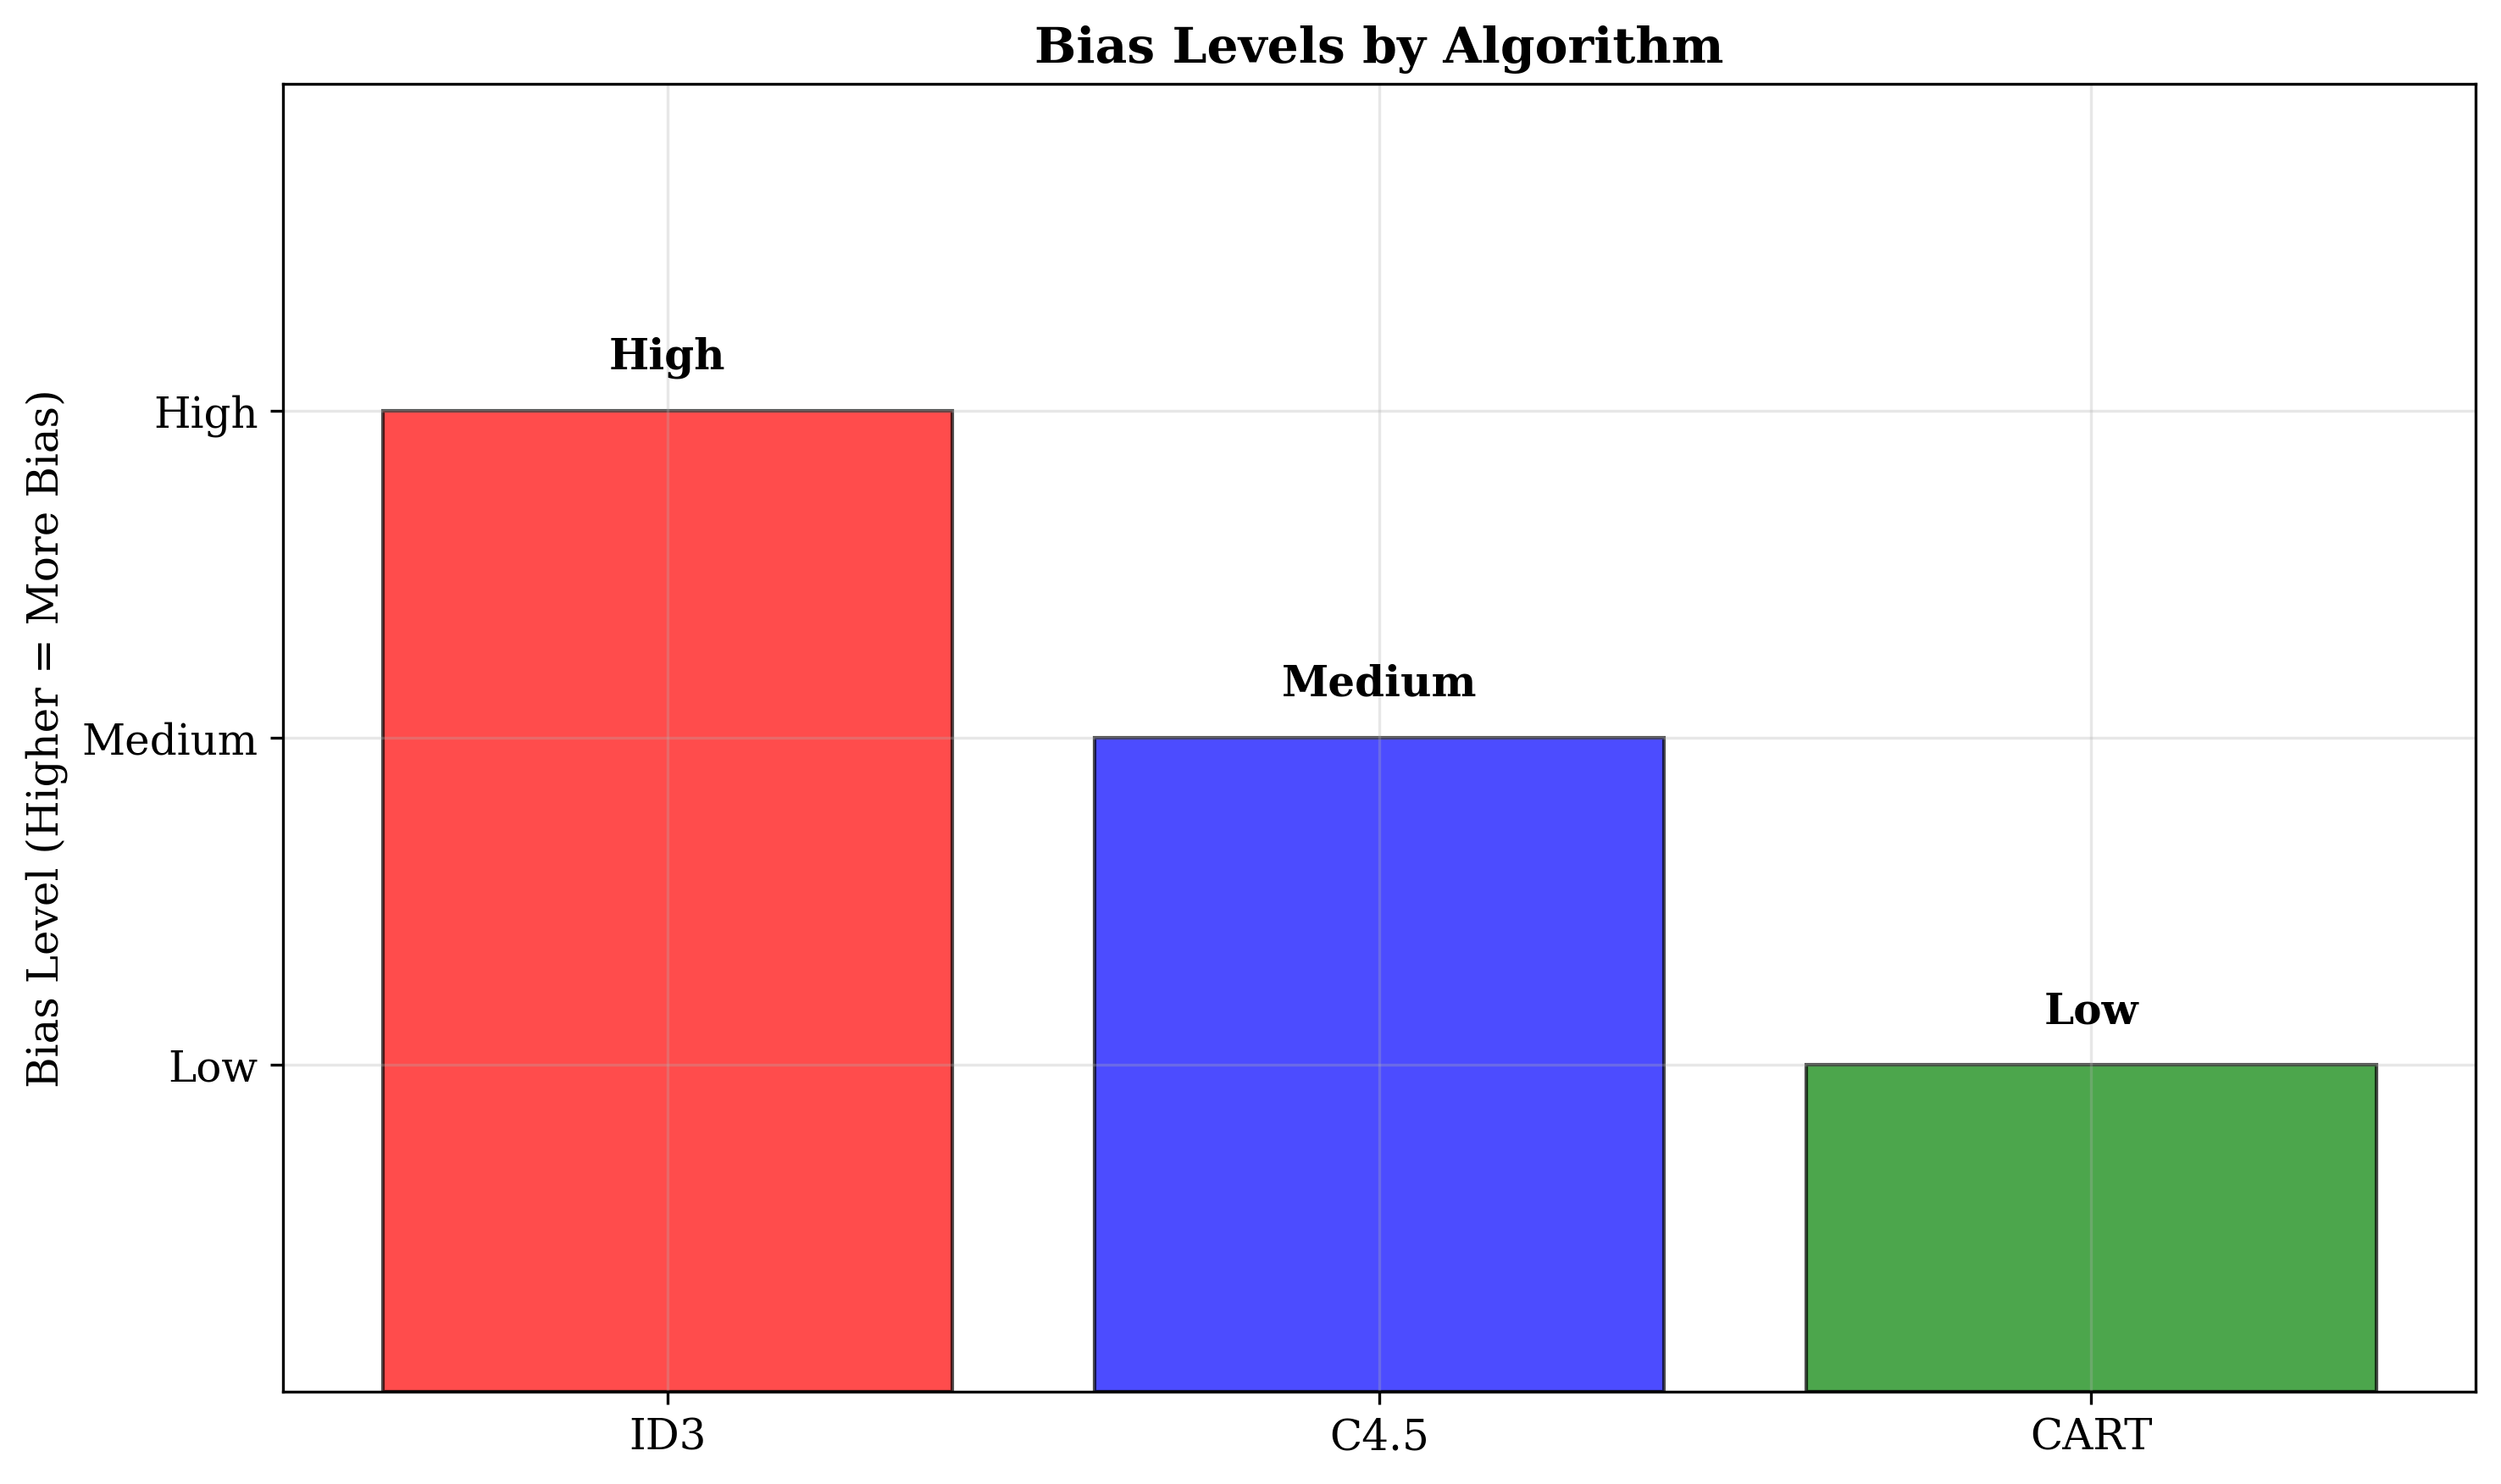 Bias Levels by Algorithm
Bias Level (Higher = More Bias)
High
Medium
Low
High
Medium
Low
ID3
C4.5
CART